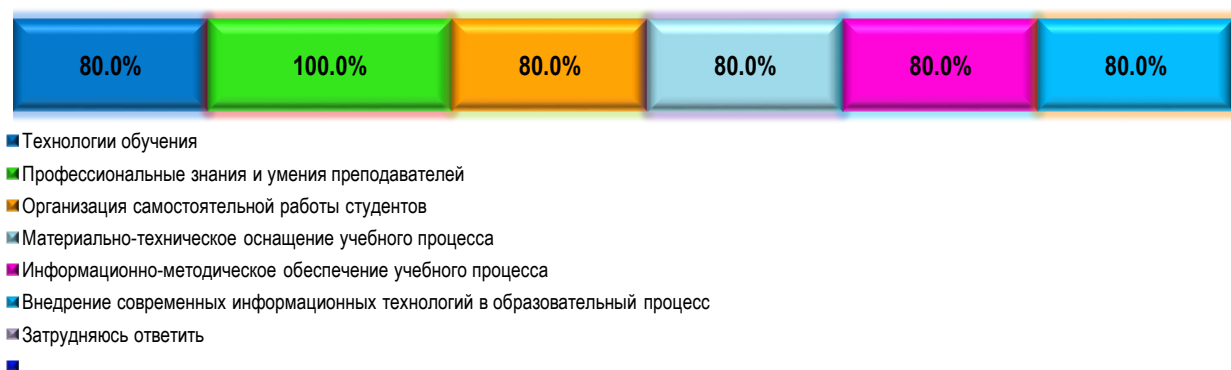 80.0% 100.0% 80.0% 80.0% 80.0% 80.0%
Технологии обучения
Профессиональные знания и умения преподавателей
Организация самостоятельной работы студентов
Материально-техническое оснащение учебного процесса
Информационно-методическое обеспечение учебного процесса
Внедрение современных информационных технологий в образовательный процесс
Затрудняюсь ответить